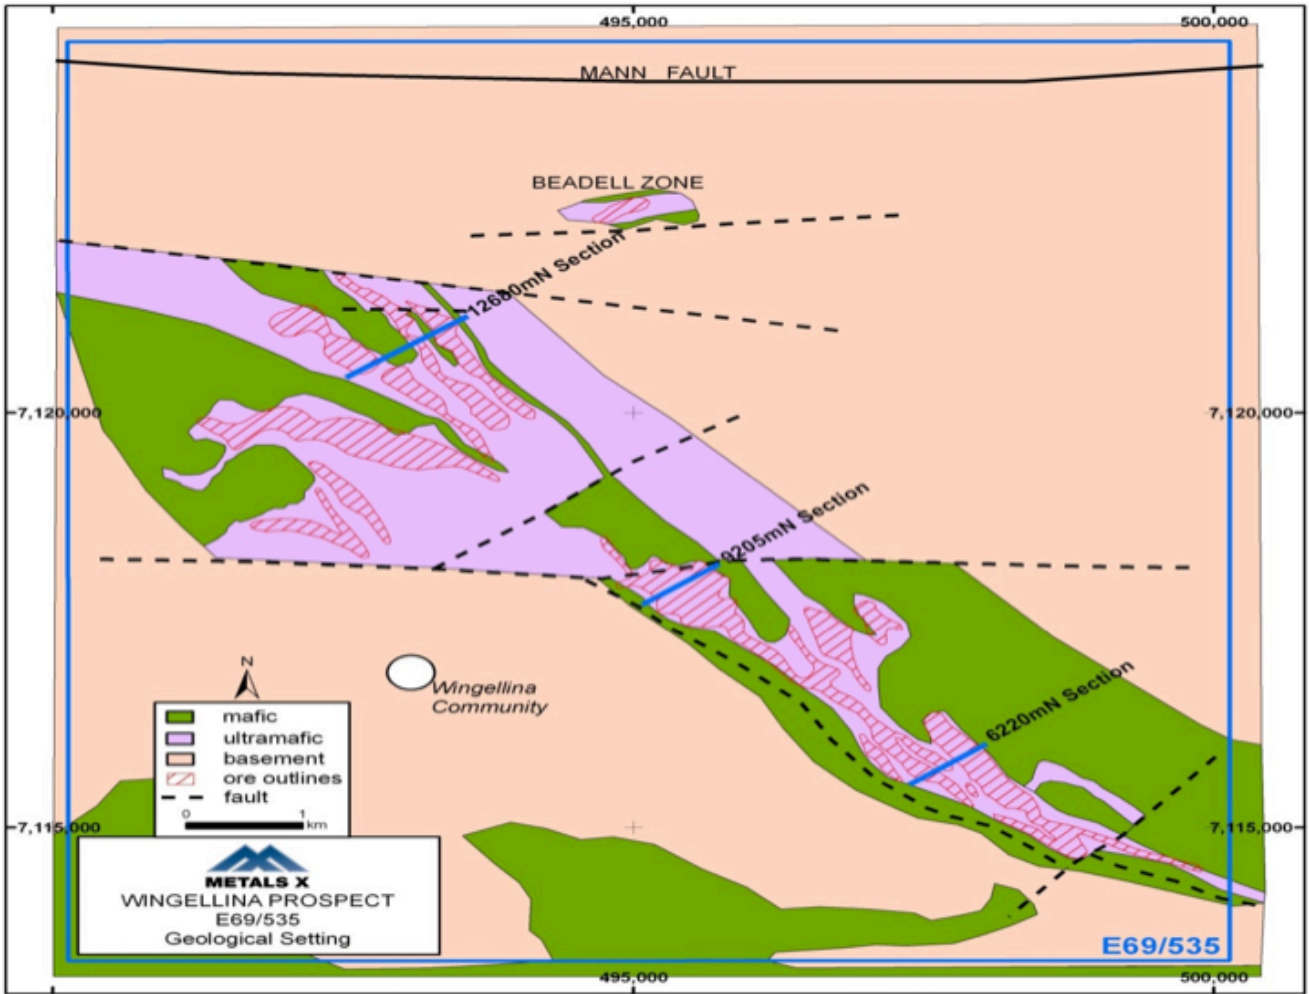 495,000
500,000
MANN FAULT
BEADELL ZONE
12680mN Section
7,120,000
7,120,000
9205mN Section
Wingellina
Community
6220mN Section
N
mafic
ultramafic
basement
ore outlines
fault
0 1
km
7,115,000
7,115,000
METALS X
WINGELLINA PROSPECT
E69/535
Geological Setting
E69/535
495,000
500,000